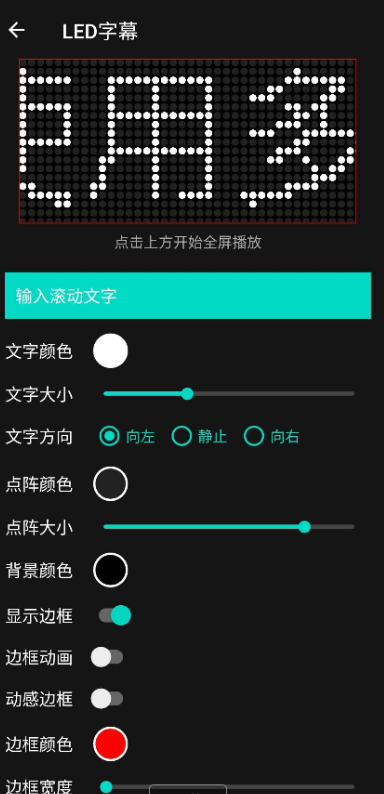 LED字幕
用多
点击上方开始全屏播放
输入滚动文字
文字颜色
文字大小
文字方向 向左 静止 向右
点阵颜色
点阵大小
背景颜色
显示边框
边框动画
动感边框
边框颜色
边框宽度